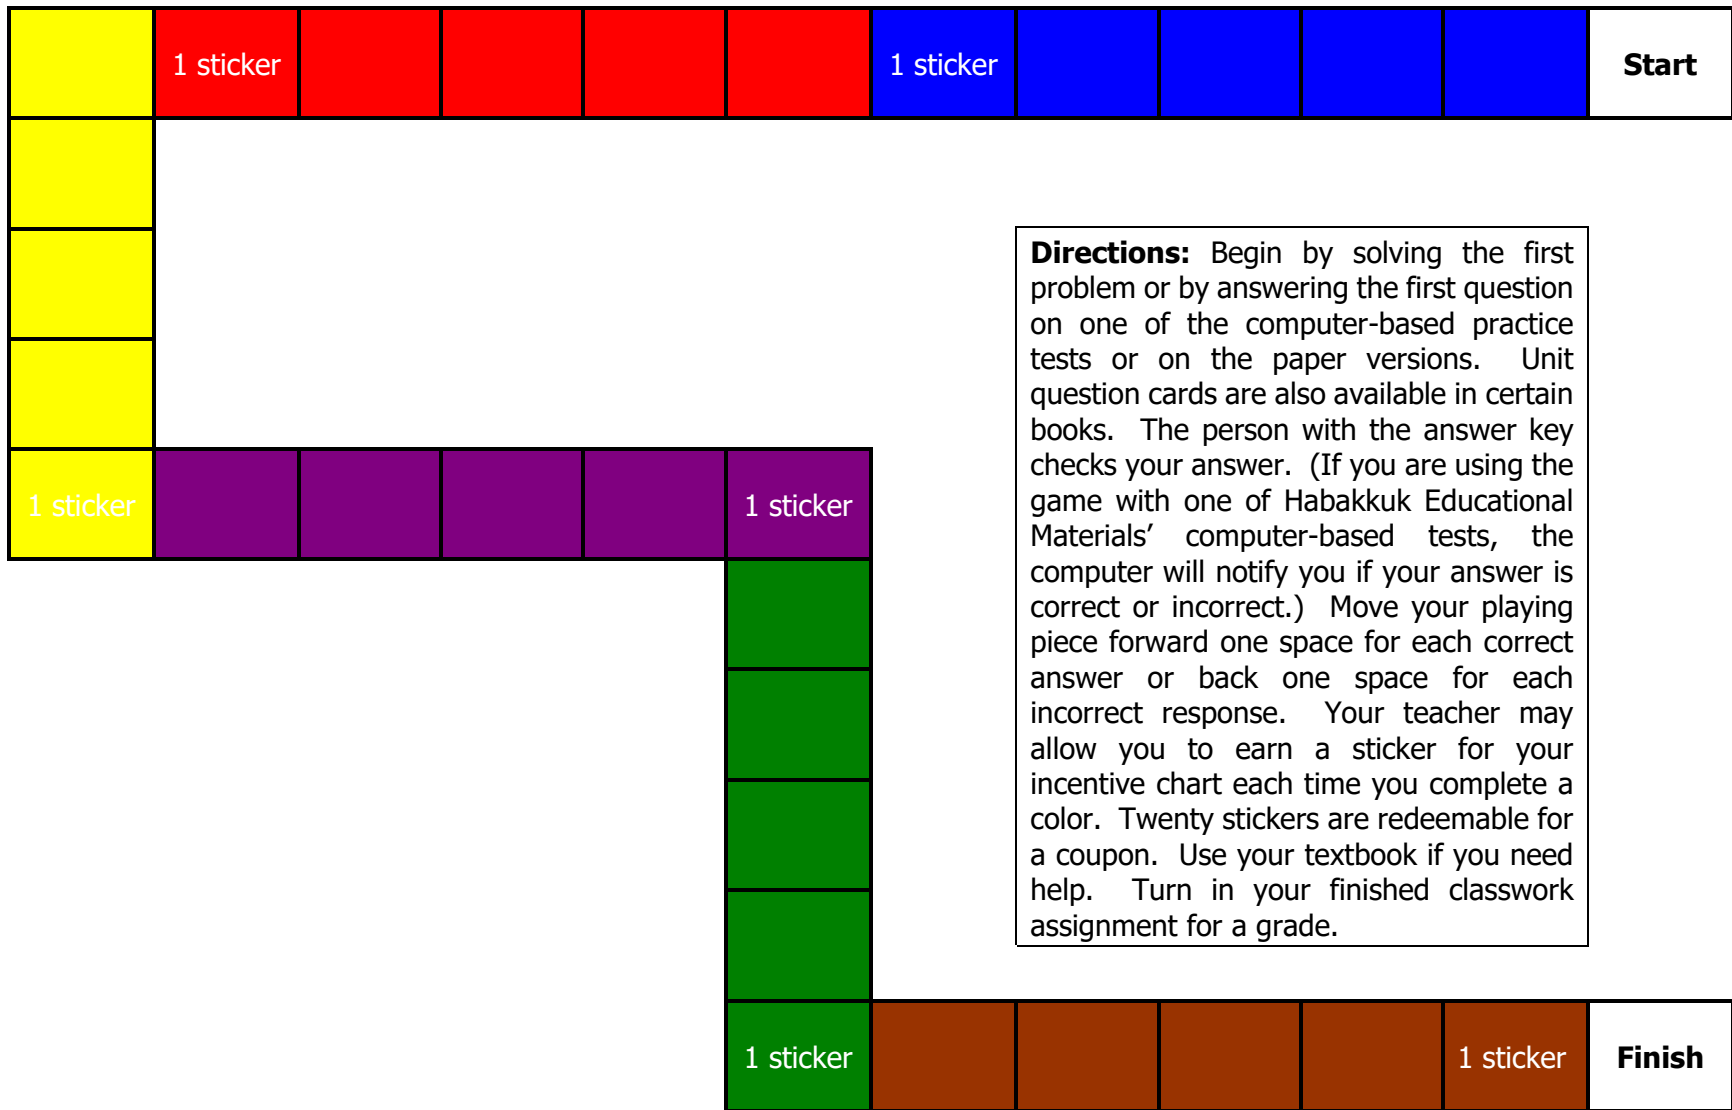 1 sticker 1 sticker Start
Directions: Begin by solving the first
problem or by answering the first question
on one of the computer-based practice
tests or on the paper versions. Unit
question cards are also available in certain
books. The person with the answer key
checks your answer. (If you are using the
game with one of Habakkuk Educational
Materials’ computer-based tests, the
computer will notify you if your answer is
correct or incorrect.) Move your playing
piece forward one space for each correct
answer or back one space for each
incorrect response. Your teacher may
allow you to earn a sticker for your
incentive chart each time you complete a
color. Twenty stickers are redeemable for
a coupon. Use your textbook if you need
help. Turn in your finished classwork
assignment for a grade.
1 sticker 1 sticker
1 sticker 1 sticker Finish